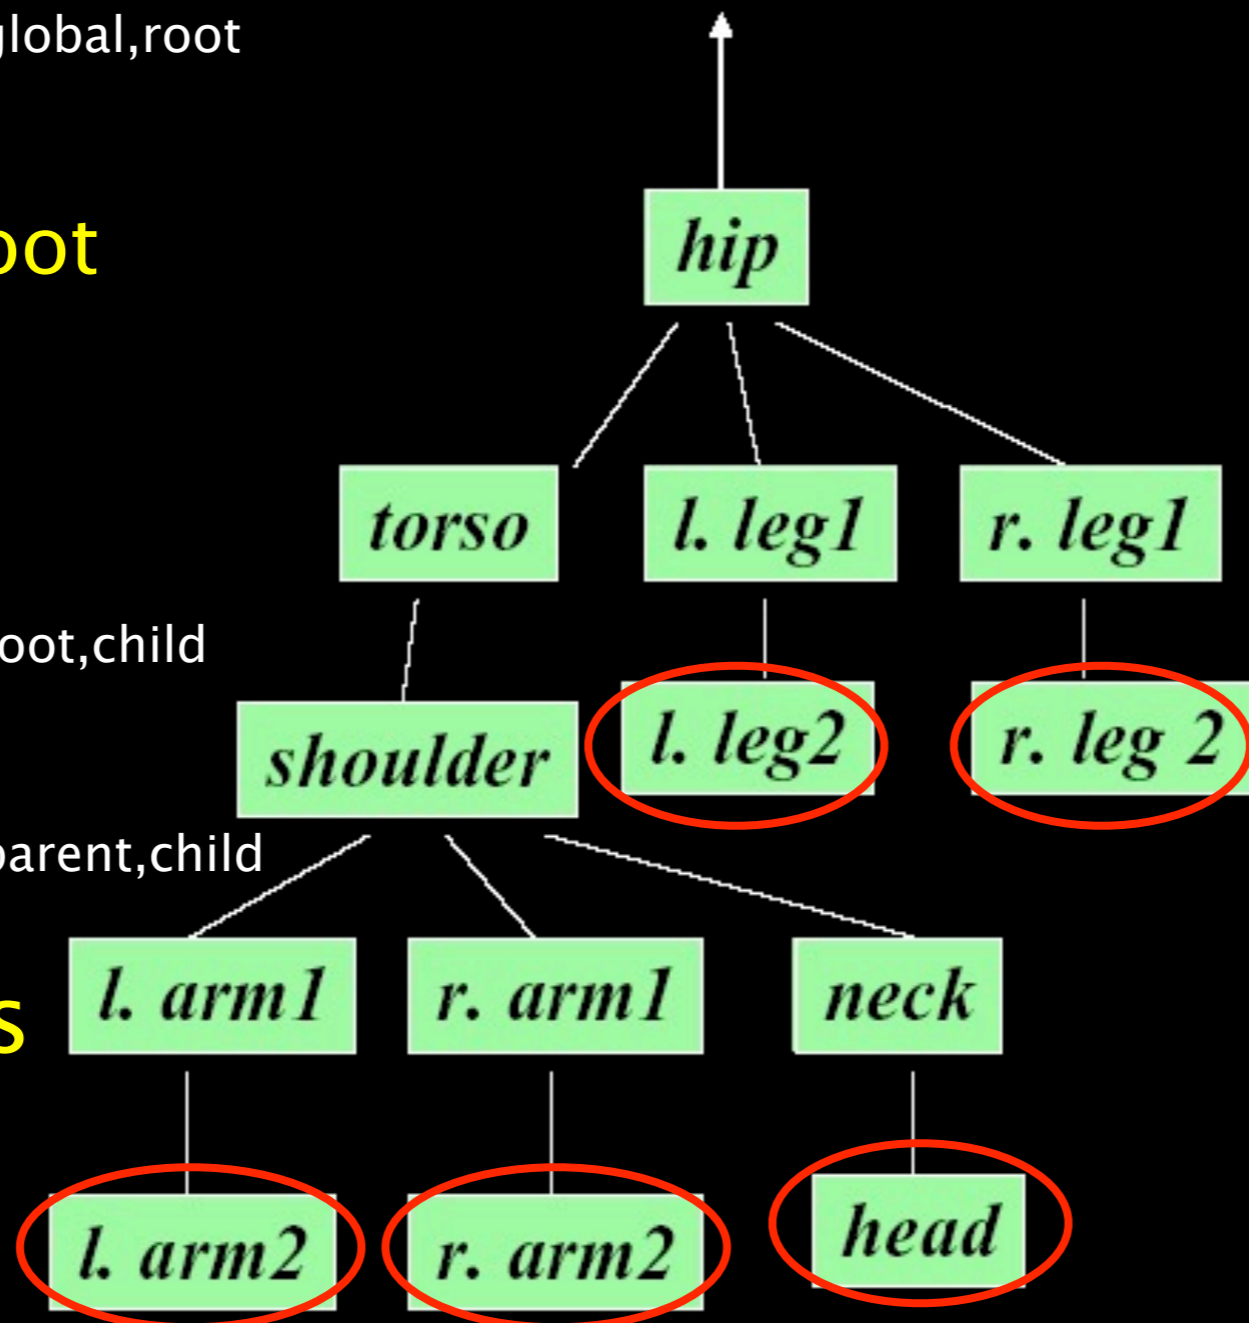 global,root
oot
hip
torso l. leg1 r. leg1
oot,child
shoulder l. leg2 r. leg 2
parent,child
s l. arm1 r. arm1 neck
l. arm2 r. arm2 head